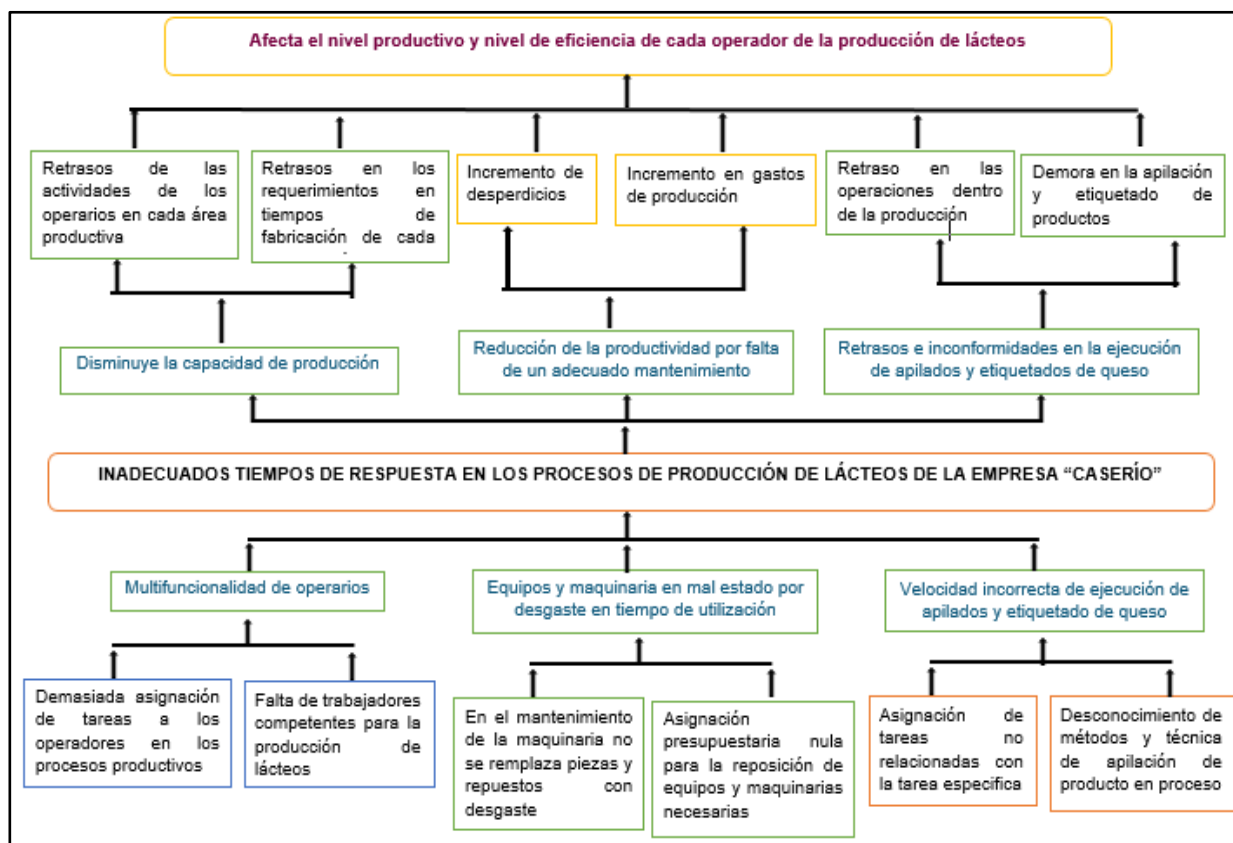 Afecta el nivel productivo y nivel de eficiencia de cada operador de la producción de lácteos
Retrasos de las
actividades de los
operarios en cada área
productiva
Retrasos en los
requerimientos en
tiempos de
fabricación de cada
Incremento de
desperdicios
Incremento en gastos
de producción
Retraso en las
operaciones dentro
de la producción
Demora en la apilación
y etiquetado de
productos
Disminuye la capacidad de producción
Reducción de la productividad por falta
de un adecuado mantenimiento
Retrasos e inconformidades en la ejecución
de apilados y etiquetados de queso
INADECUADOS TIEMPOS DE RESPUESTA EN LOS PROCESOS DE PRODUCCIÓN DE LÁCTEOS DE LA EMPRESA “CASERÍO”
Multifuncionalidad de operarios
Equipos y maquinaria en mal estado por
desgaste en tiempo de utilización
Velocidad incorrecta de ejecución de
apilados y etiquetado de queso
Demasiada asignación
de tareas a los
operadores en los
procesos productivos
Falta de trabajadores
competentes para la
producción de
lácteos
En el mantenimiento
de la maquinaria no
se remplaza piezas y
repuestos con
desgaste
Asignación
presupuestaria nula
para la reposición de
equipos y maquinarias
necesarias
Asignación de
tareas no
relacionadas con
la tarea especifica
Desconocimiento de
métodos y técnica
de apilación de
producto en proceso